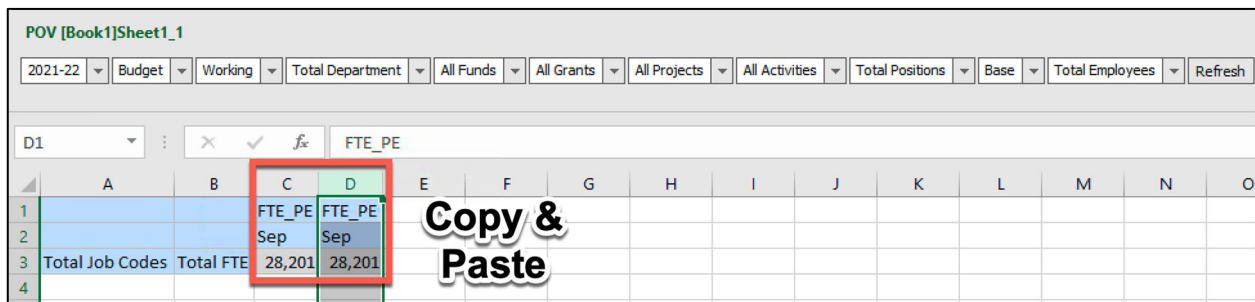 POV [Book1]Sheet1_1
2021-22 Budget Working Total Department All Funds All Grants All Projects All Activities Total Positions Base Total Employees Refresh
D1 fx FTE_PE
A B C D E F G H I J K L M N O
1 FTE_PE FTE_PE
2 Sep Sep
3 Total Job Codes Total FTE 28,201 28,201
4
Copy &
Paste